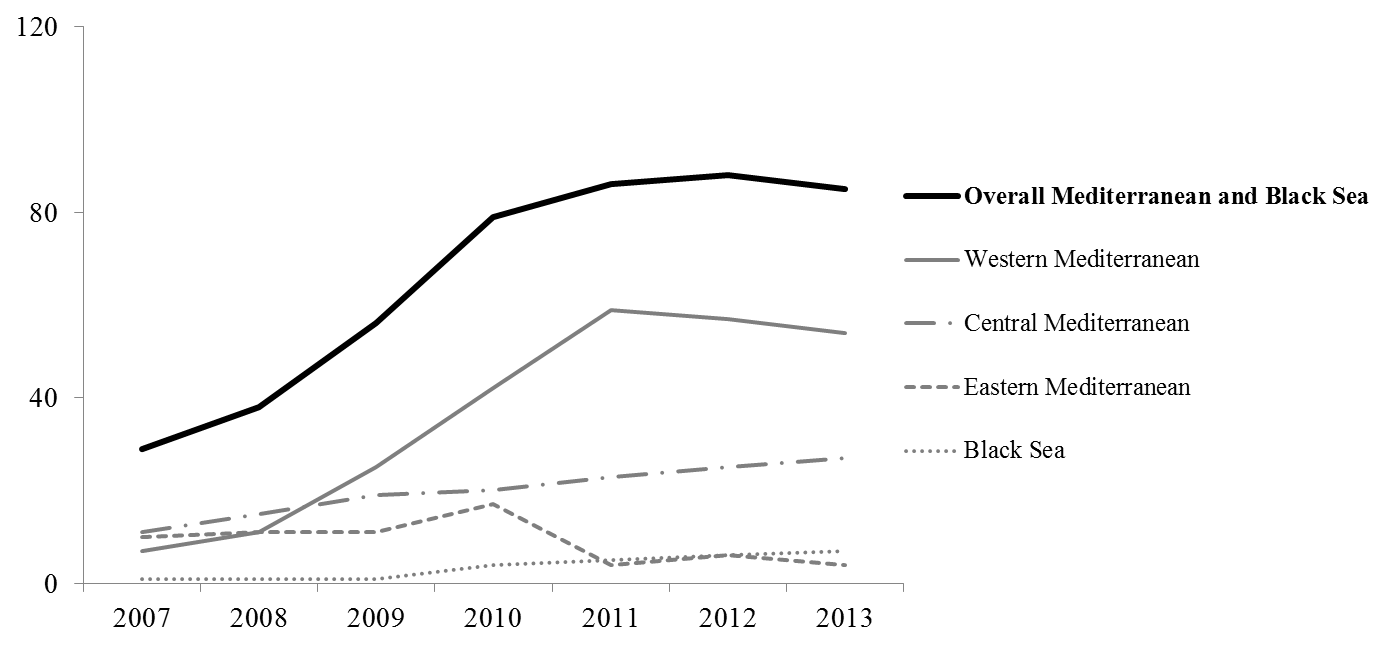 120
80
40
0
2007 2008 2009 2010 2011 2012 2013
Overall Mediterranean and Black Sea
Western Mediterranean
Central Mediterranean
Eastern Mediterranean
Black Sea